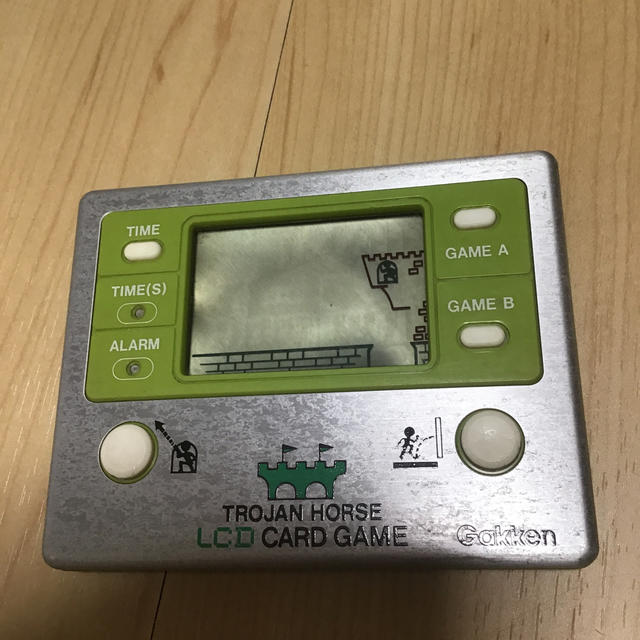 TIME
TIME(S)
ALARM
GAME A
GAME B
TROJAN HORSE
LCD CARD GAME
Gakken